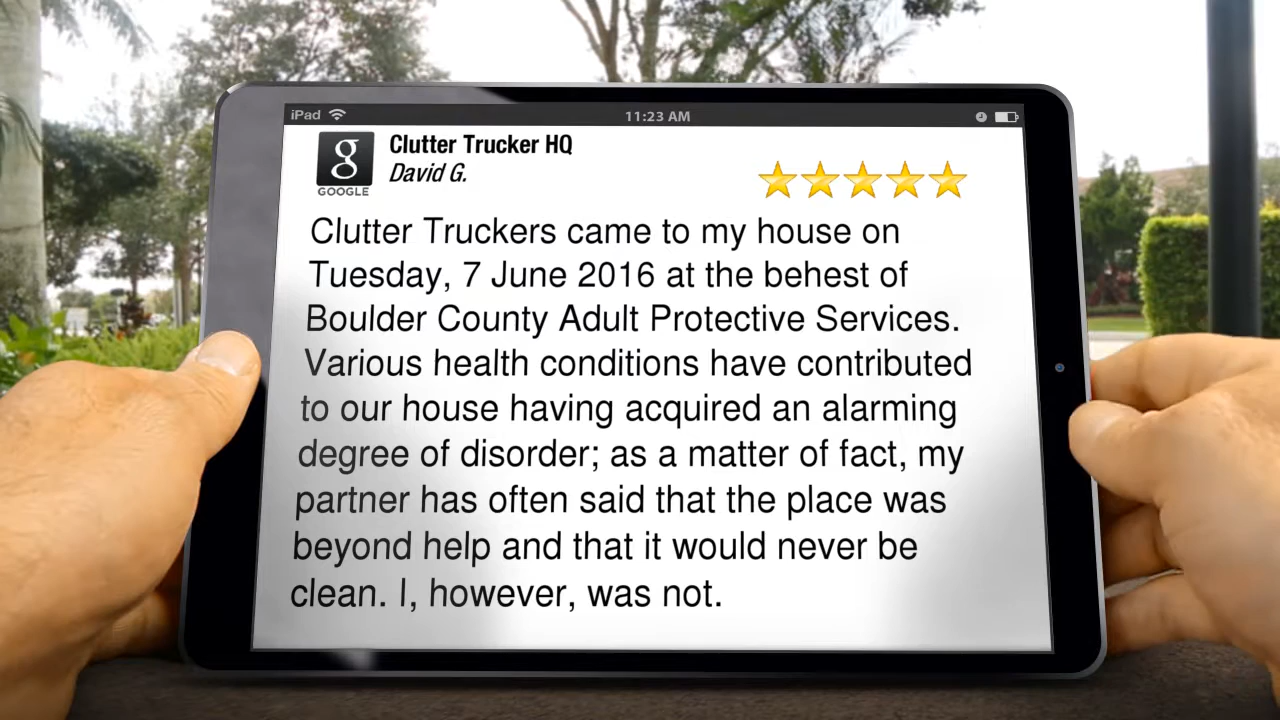 iPad 11:23 AM
g Clutter Trucker HQ
GOOGLE David G.
Clutter Truckers came to my house on
Tuesday, 7 June 2016 at the behest of
Boulder County Adult Protective Services.
Various health conditions have contributed
to our house having acquired an alarming
degree of disorder; as a matter of fact, my
partner has often said that the place was
beyond help and that it would never be
clean. I, however, was not.